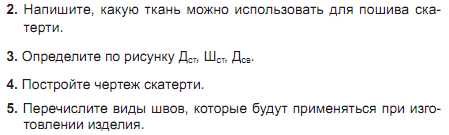 2. Напишите, какую ткань можно использовать для пошива ска-
терти.
3. Определите по рисунку Дст, Шст, Дсв.
4. Постройте чертеж скатерти.
5. Перечислите виды швов, которые будут применяться при изго-
товлении изделия.